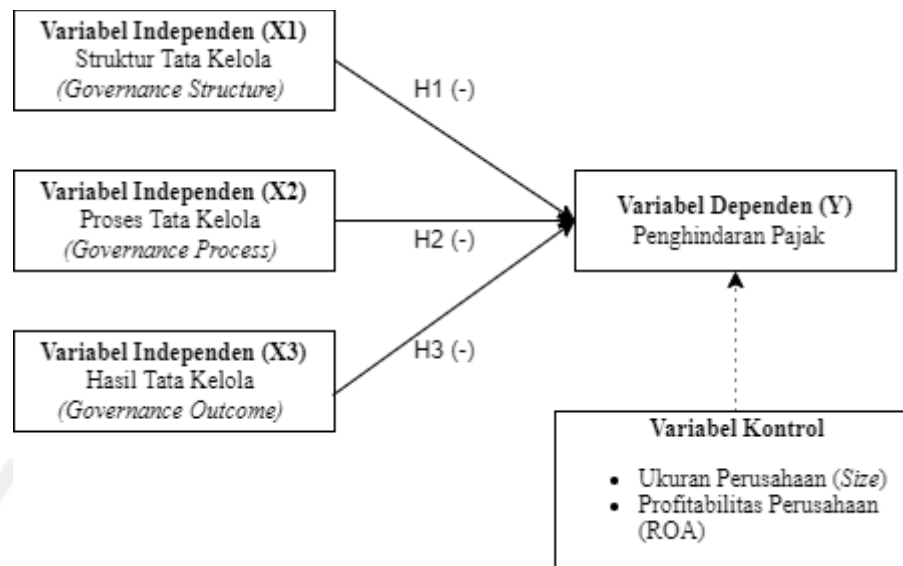 Variabel Independen (X1)
Struktur Tata Kelola
(Governance Structure)
H1 (-)
Variabel Independen (X2)
Proses Tata Kelola
(Governance Process)
H2 (-)
Variabel Dependen (Y)
Penghindaran Pajak
Variabel Independen (X3)
Hasil Tata Kelola
(Governance Outcome)
H3 (-)
Variabel Kontrol
• Ukuran Perusahaan (Size)
• Profitabilitas Perusahaan
(ROA)